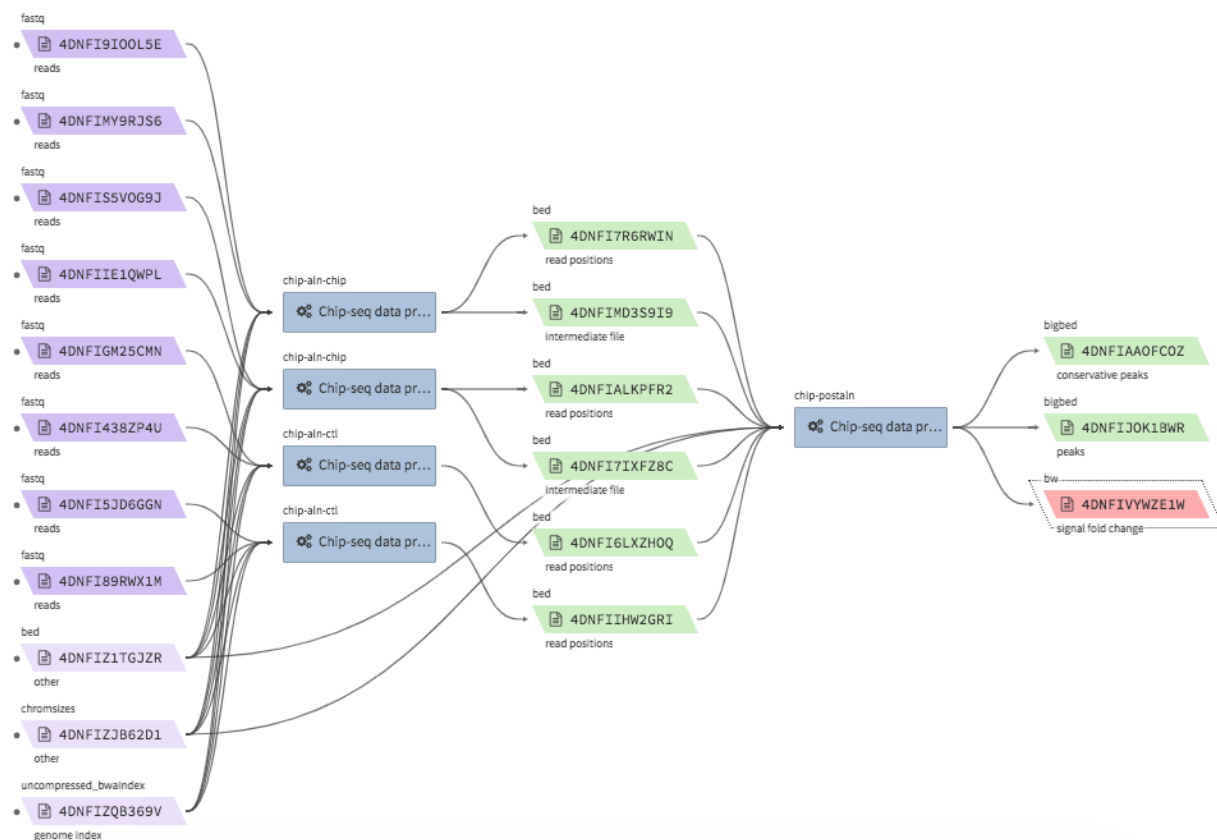 fastq
4DNFI9IOOL5E
reads
fastq
4DNFIMY9RJS6
reads
fastq
4DNFIS5VOG9J
reads
fastq
4DNFIIE1QWPL
reads
fastq
4DNFIGM25CMN
reads
fastq
4DNFI438ZP4U
reads
fastq
4DNFI5JD6GGN
reads
fastq
4DNFI89RWX1M
reads
bed
4DNFIZ1TGJZR
other
chromsizes
4DNFIZJB62D1
other
uncompressed_bwaIndex
4DNFIZQB369V
genome index
chip-aln-chip
Chip-seq data pr...
chip-aln-chip
Chip-seq data pr...
chip-aln-ctl
Chip-seq data pr...
chip-aln-ctl
Chip-seq data pr...
bed
4DNFI7R6RWIN
read positions
bed
4DNFIMD3S9I9
intermediate file
bed
4DNFIALKPFR2
read positions
bed
4DNFI7IXFZ8C
intermediate file
bed
4DNFI6LXZHOQ
read positions
bed
4DNFIIHW2GRI
read positions
chip-postaln
Chip-seq data pr...
bigbed
4DNFIAAOFCOZ
conservative peaks
bigbed
4DNFIJOK1BWR
peaks
bw
4DNFIVYWZE1W
signal fold change